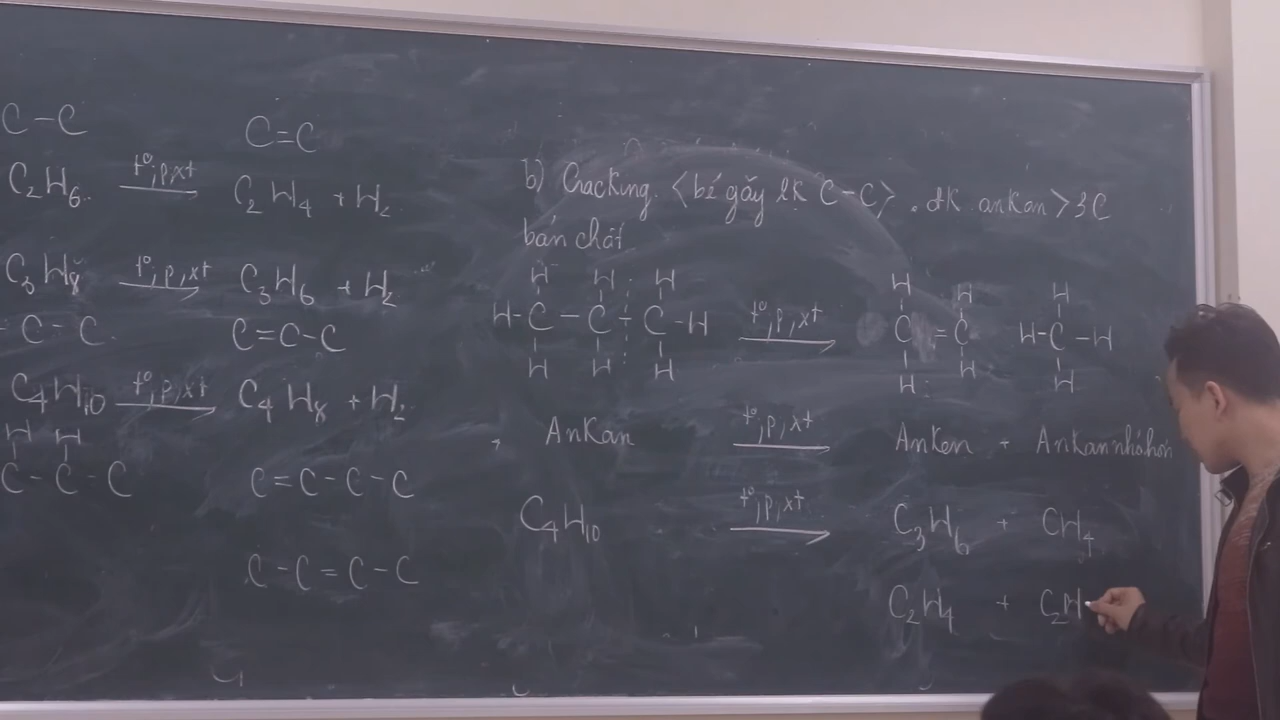 C-C C=C
C₂H₆ t°,p,xt C₂H₄ + H₂
C₃H₈ t°,p,xt C₃H₆ + H₂
-C-C C=C-C
C₄H₁₀ t°,p,xt C₄H₈ + H₂
H H
C-C-C C=C-C-C
C-C=C-C
b) Cracking. <bẻ gãy lk C-C>. đk ankan > 3C
bản chất
H H H H H H
H-C-C-C-H t°,p,xt C=C H-C-H
H H H H H H
Ankan t°,p,xt Anken + Ankan nhỏ hơn
C₄H₁₀ t°,p,xt C₃H₆ + CH₄
C₂H₄ + C₂H